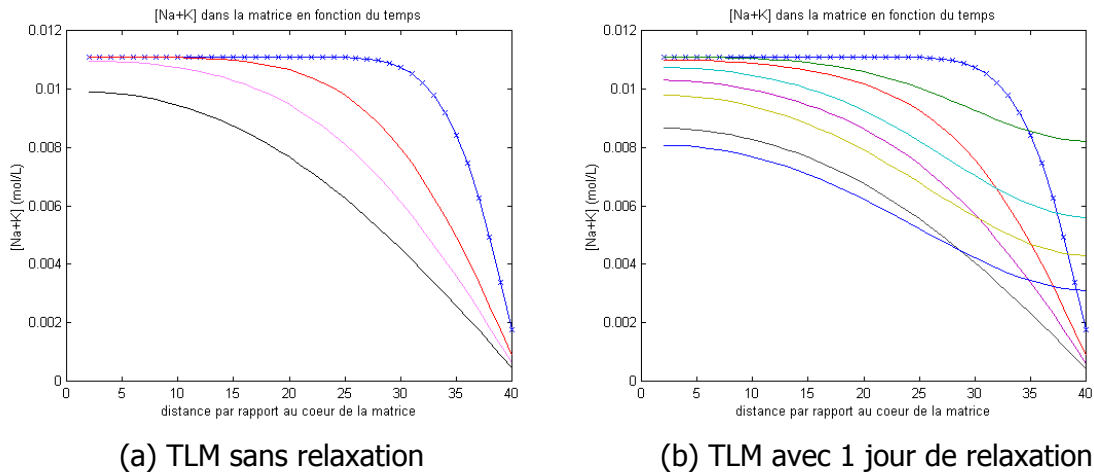 [Na+K] dans la matrice en fonction du temps
0.012
0.01
0.008
0.006
0.004
0.002
0
[Na+K] (mol/L)
0 5 10 15 20 25 30 35 40
distance par rapport au coeur de la matrice
(a) TLM sans relaxation
[Na+K] dans la matrice en fonction du temps
0.012
0.01
0.008
0.006
0.004
0.002
0
[Na+K] (mol/L)
0 5 10 15 20 25 30 35 40
distance par rapport au coeur de la matrice
(b) TLM avec 1 jour de relaxation